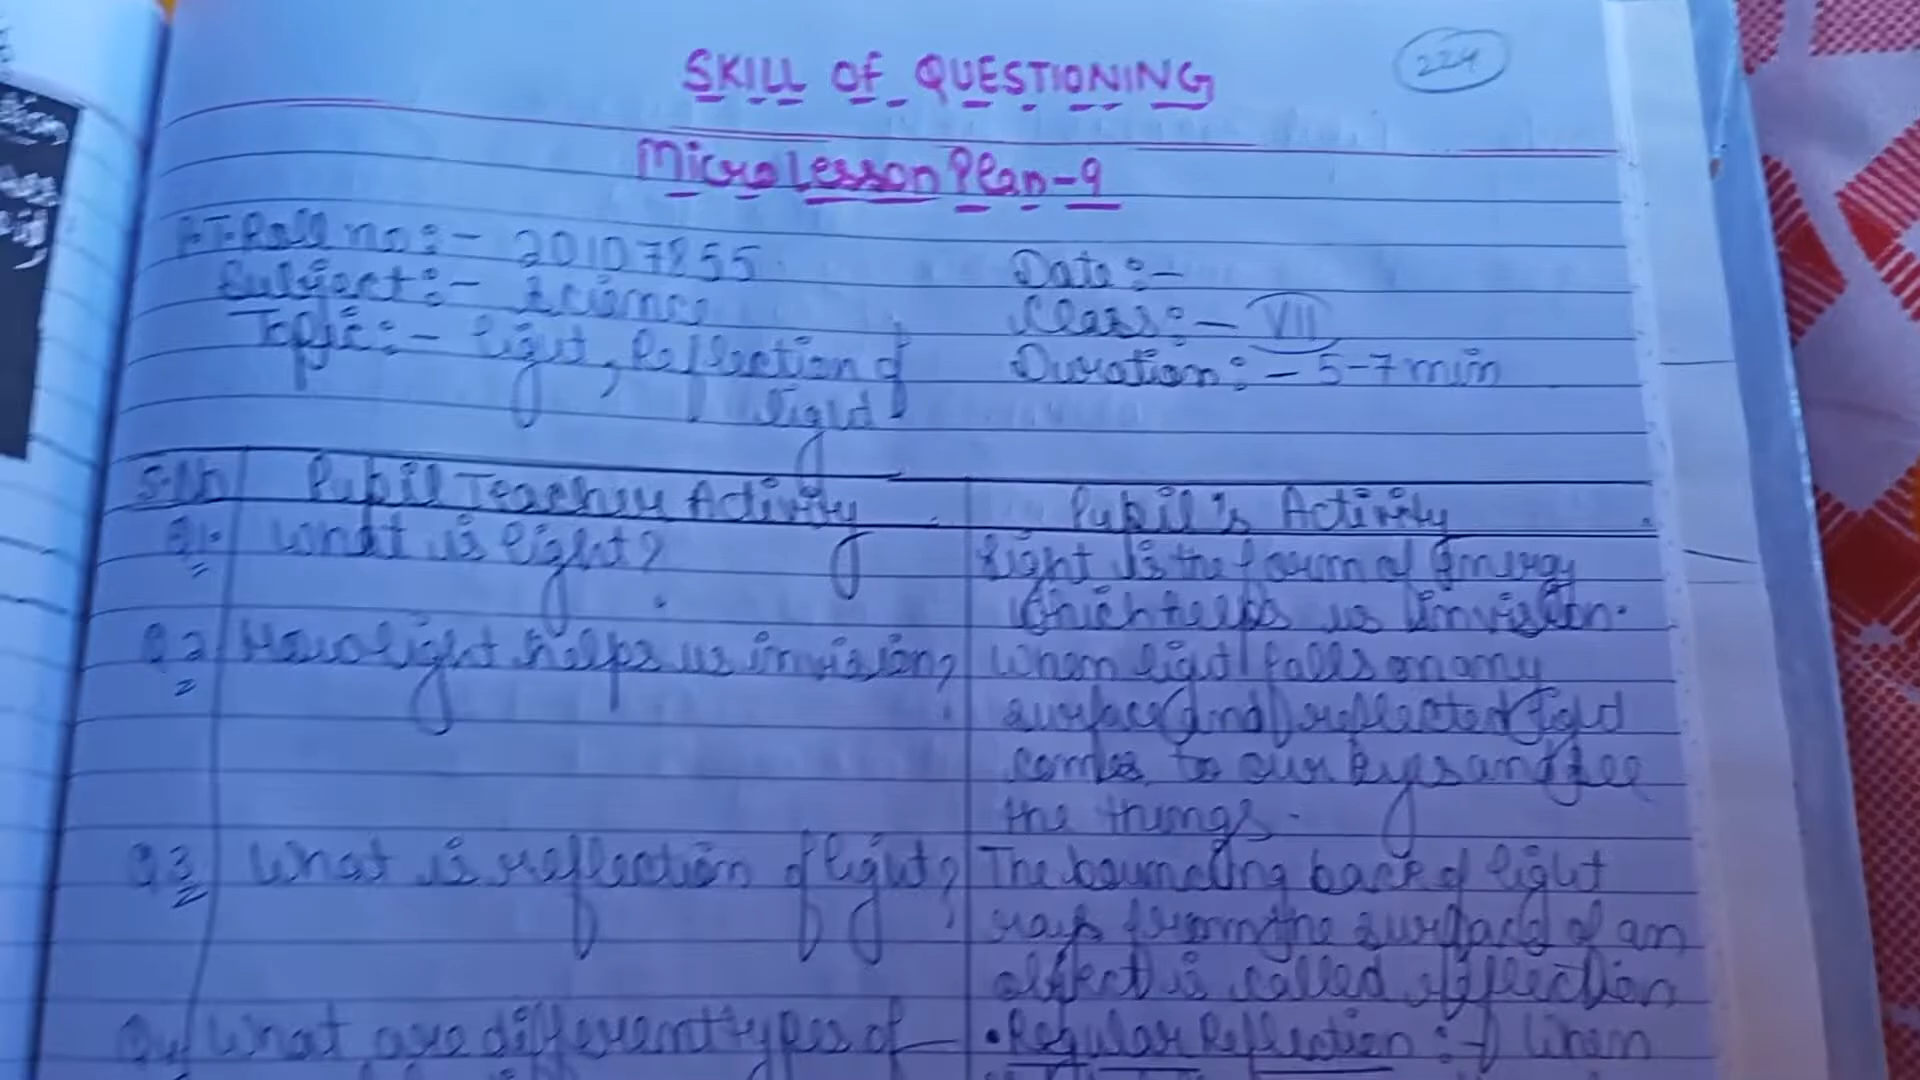 SKILL OF QUESTIONING
224
Micro Lesson Plan-9
P.T. Roll no:- 20107855
Date:-
Subject:- Science
Class:- VII
Topic:- light, Reflection of light
Duration:- 5-7 min
S.No Pupil Teacher Activity Pupil's Activity
Q1. What is light?
light is the form of Energy
which helps us in vision.
Q2 How light helps us in vision?
When light falls on any
surface and reflected light
comes to our Eyes and see
the things.
Q3 What is reflection of light?
The bouncing back of light
rays from the surface of an
object is called reflection
Q4 What are different types of
• Regular Reflection:- When